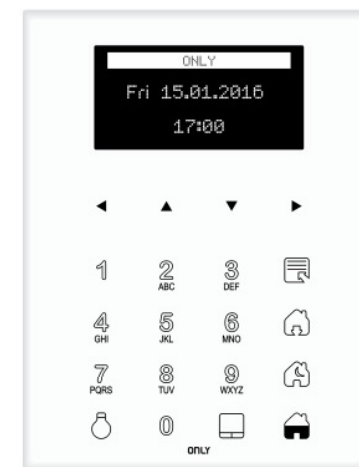 ONLY
Fri 15.01.2016
17:00
1 2 3
ABC DEF
4 5 6
GHI JKL MNO
7 8 9
PQRS TUV WXYZ
0
ONLY